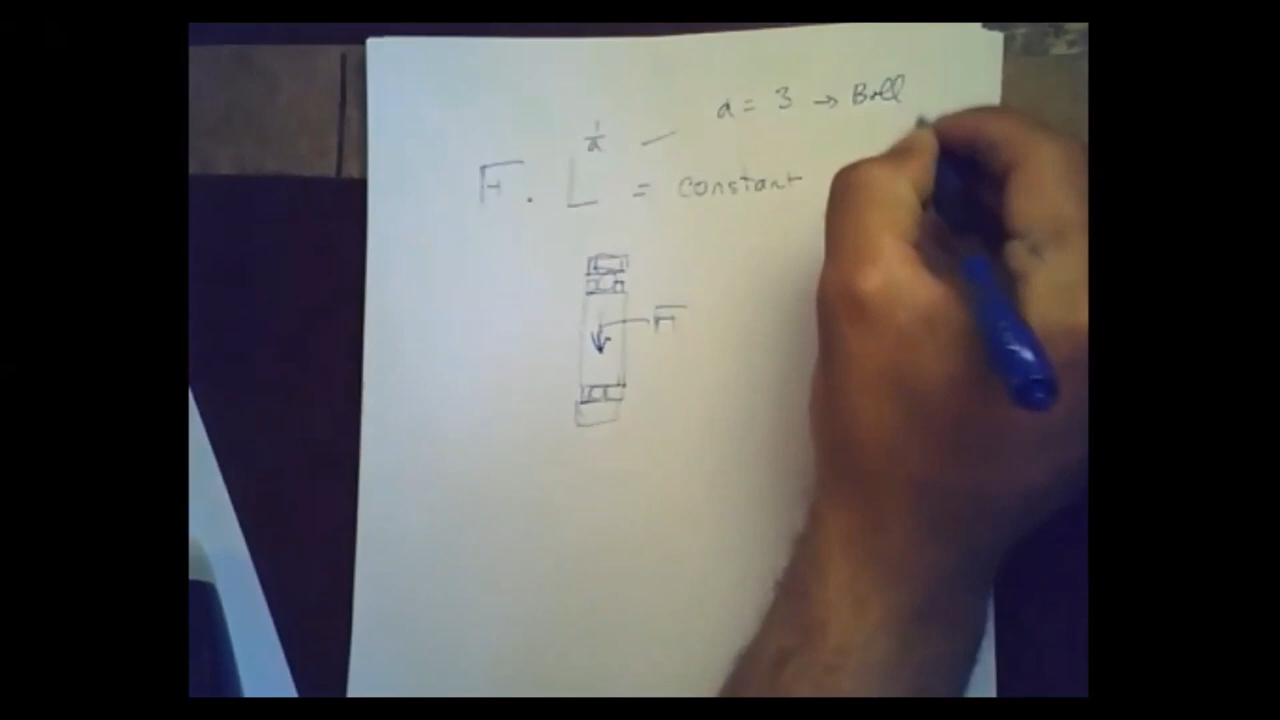 a = 3 → Ball
F . L^{1/a} = constant
F